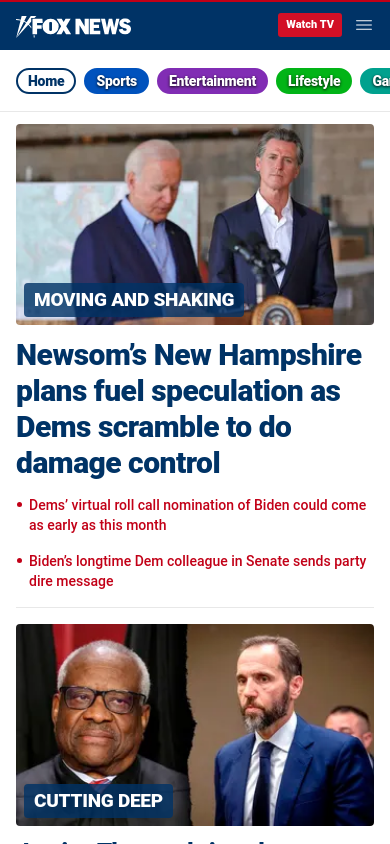 FOX NEWS
Watch TV
Home
Sports
Entertainment
Lifestyle
MOVING AND SHAKING
Newsom’s New Hampshire
plans fuel speculation as
Dems scramble to do
damage control
Dems’ virtual roll call nomination of Biden could come
as early as this month
Biden’s longtime Dem colleague in Senate sends party
dire message
CUTTING DEEP